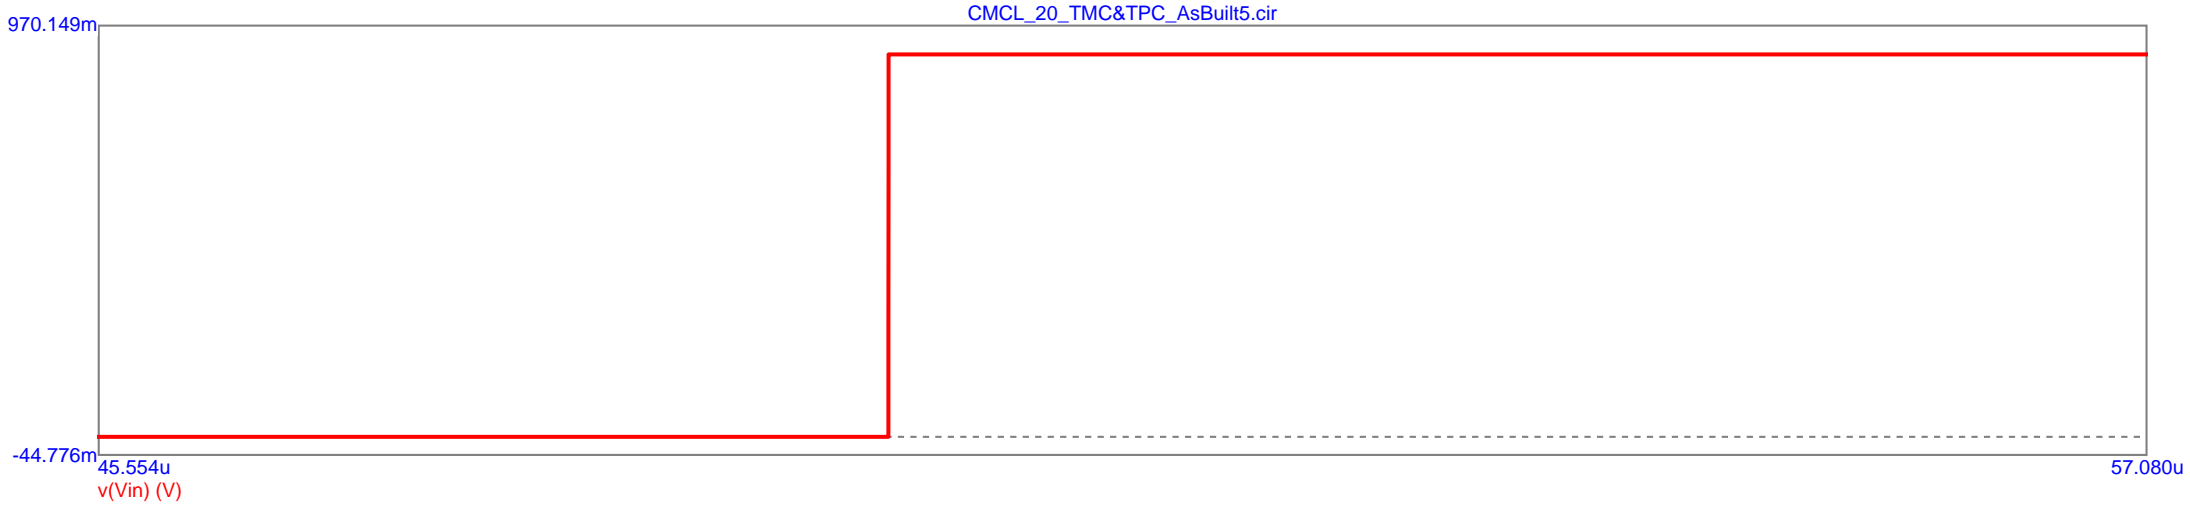 CMCL_20_TMC&TPC_AsBuilt5.cir
970.149m
-44.776m
45.554u
57.080u
v(Vin) (V)